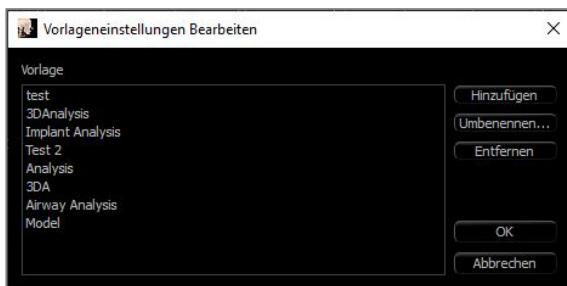 Vorlageneinstellungen Bearbeiten
Vorlage
test
3DAnalysis
Implant Analysis
Test 2
Analysis
3DA
Airway Analysis
Model
Hinzufügen
Umbenennen...
Entfernen
OK
Abbrechen